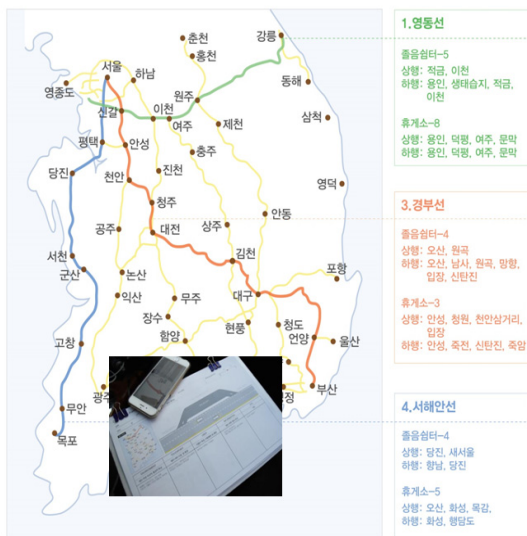 춘천
강릉
홍천
서울
하남
동해
영종도
원주
신갈
이천
여주
제천
삼척
평택
안성
충주
당진
천안
진천
영덕
청주
공주
대전
상주
안동
서천
김천
군산
논산
포항
익산
무주
대구
장수
현풍
청도
고창
함양
언양
울산
광주
정
부산
무안
목포
1.영동선
졸음쉼터-5
상행: 적금, 이천
하행: 용인, 생태습지, 적금,
이천
휴게소-8
상행: 용인, 덕평, 여주, 문막
하행: 용인, 덕평, 여주, 문막
3.경부선
졸음쉼터-4
상행: 오산, 원곡
하행: 오산, 남사, 원곡, 망향,
입장, 신탄진
휴게소-3
상행: 안성, 청원, 천안삼거리,
입장
하행: 안성, 죽전, 신탄진, 죽암
4.서해안선
졸음쉼터-4
상행: 당진, 새서울
하행: 향남, 당진
휴게소-5
상행: 오산, 화성, 목감,
하행: 화성, 행담도